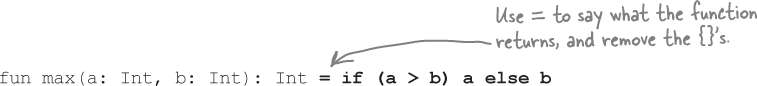 Use = to say what the function
returns, and remove the {}'s.
fun max(a: Int, b: Int): Int = if (a > b) a else b